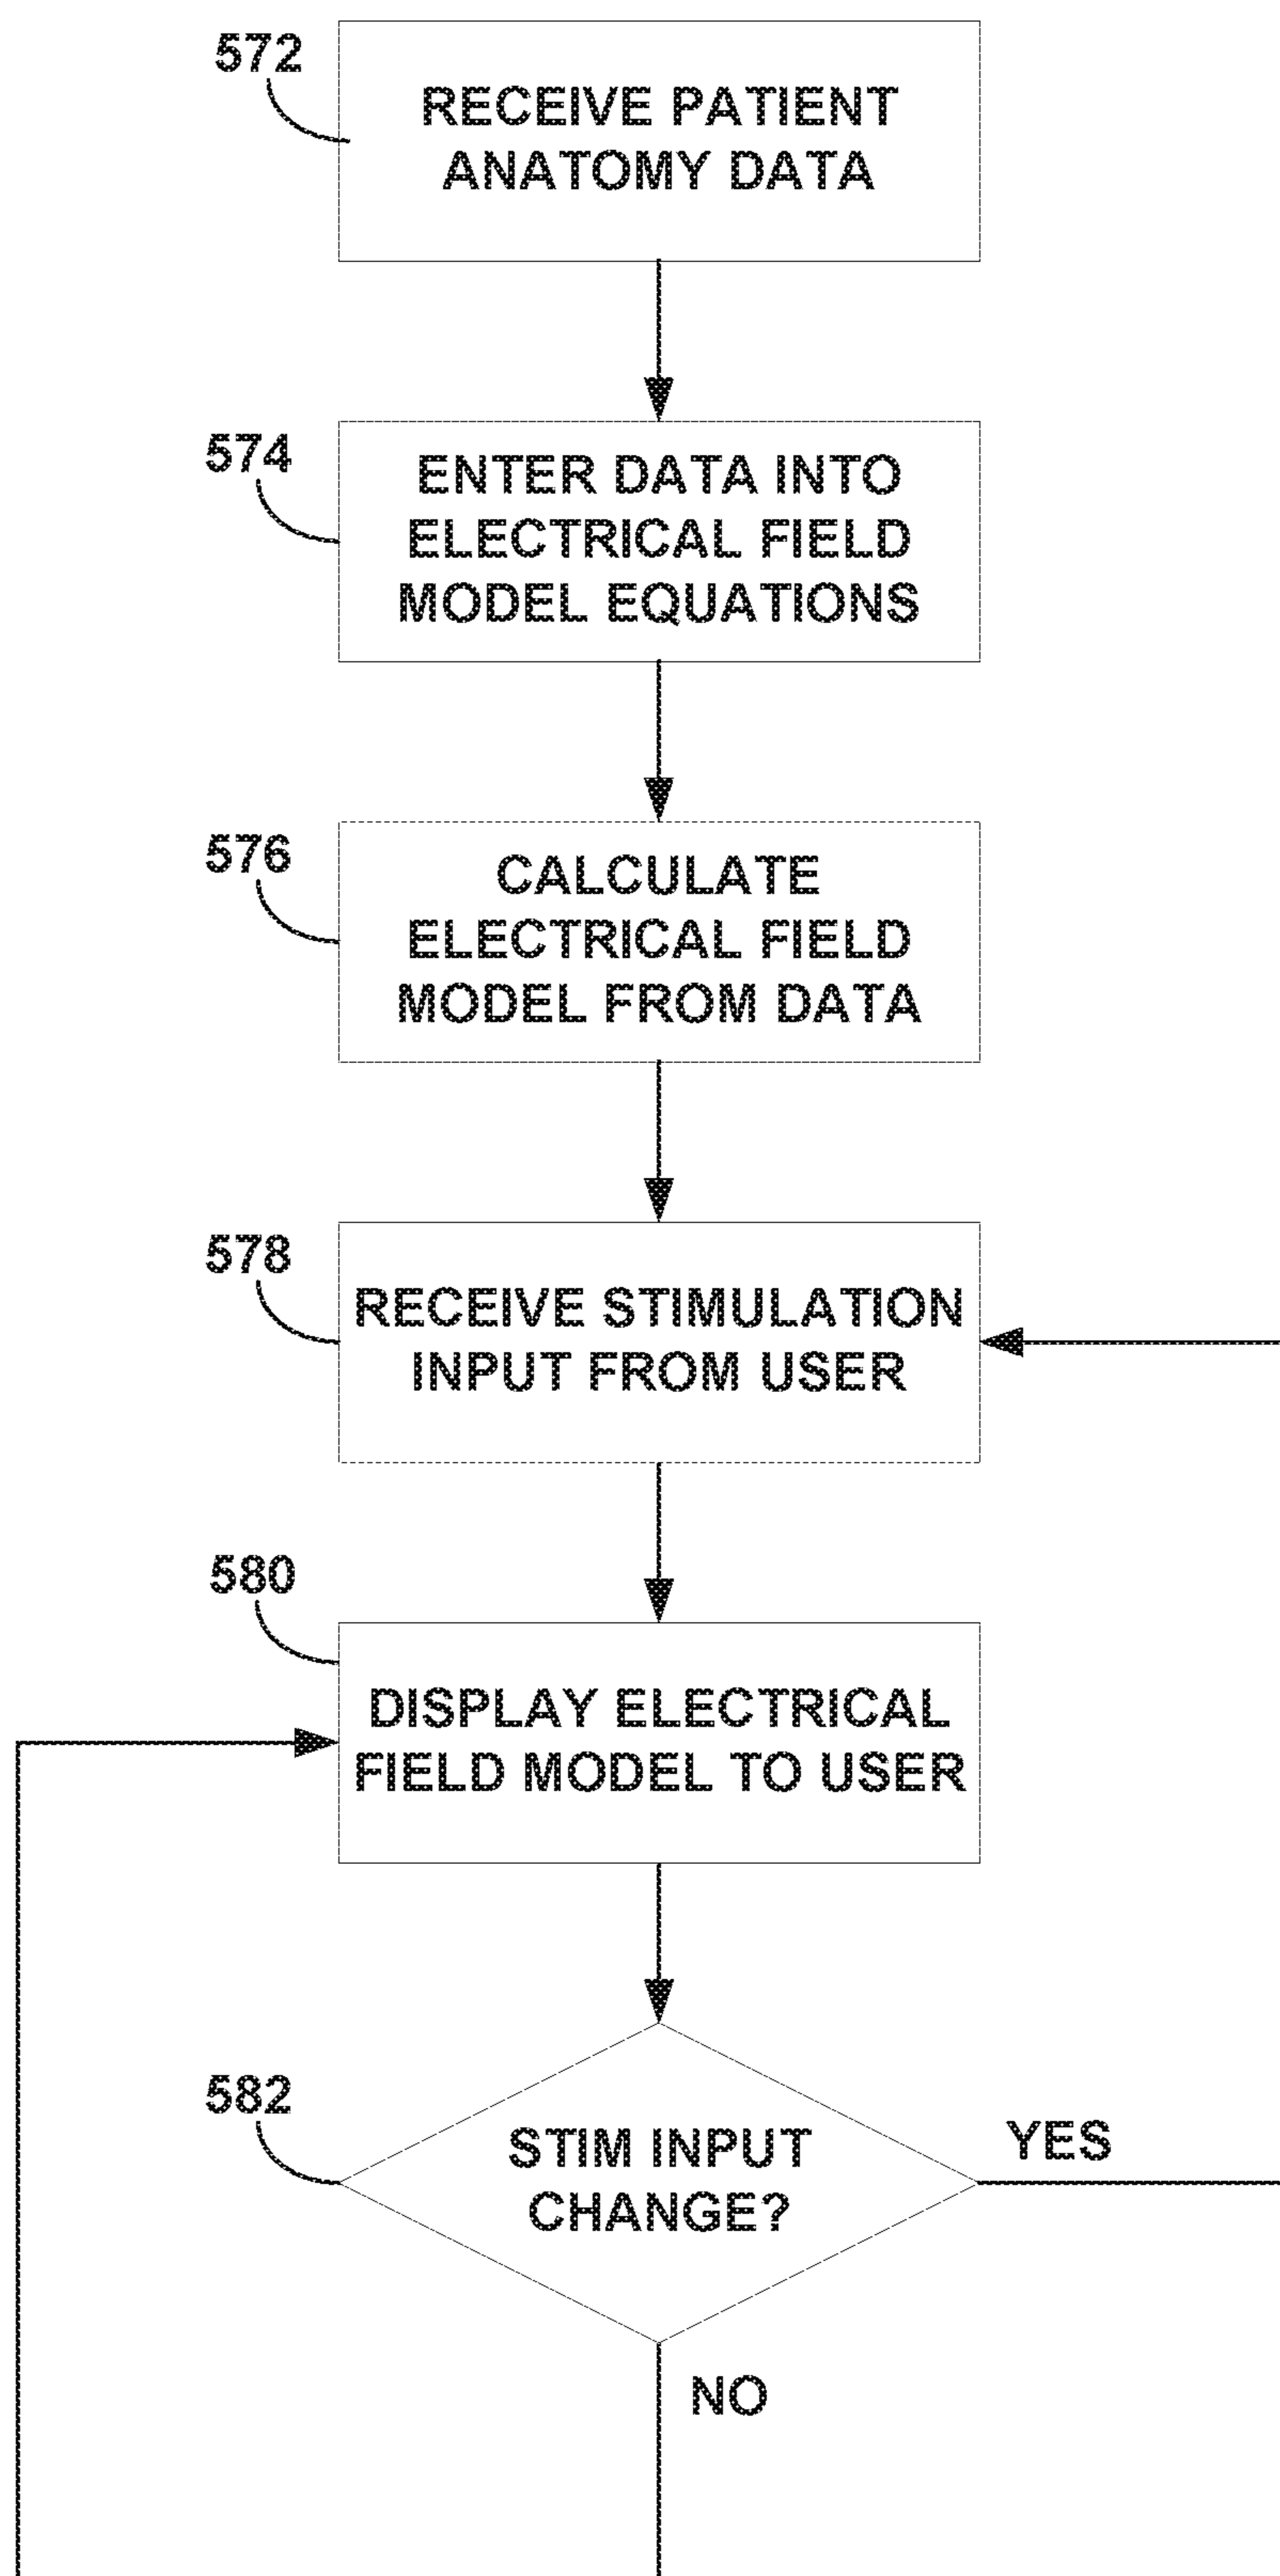 572
RECEIVE PATIENT
ANATOMY DATA
574
ENTER DATA INTO
ELECTRICAL FIELD
MODEL EQUATIONS
576
CALCULATE
ELECTRICAL FIELD
MODEL FROM DATA
578
RECEIVE STIMULATION
INPUT FROM USER
580
DISPLAY ELECTRICAL
FIELD MODEL TO USER
582
STIM INPUT
CHANGE?
YES
NO